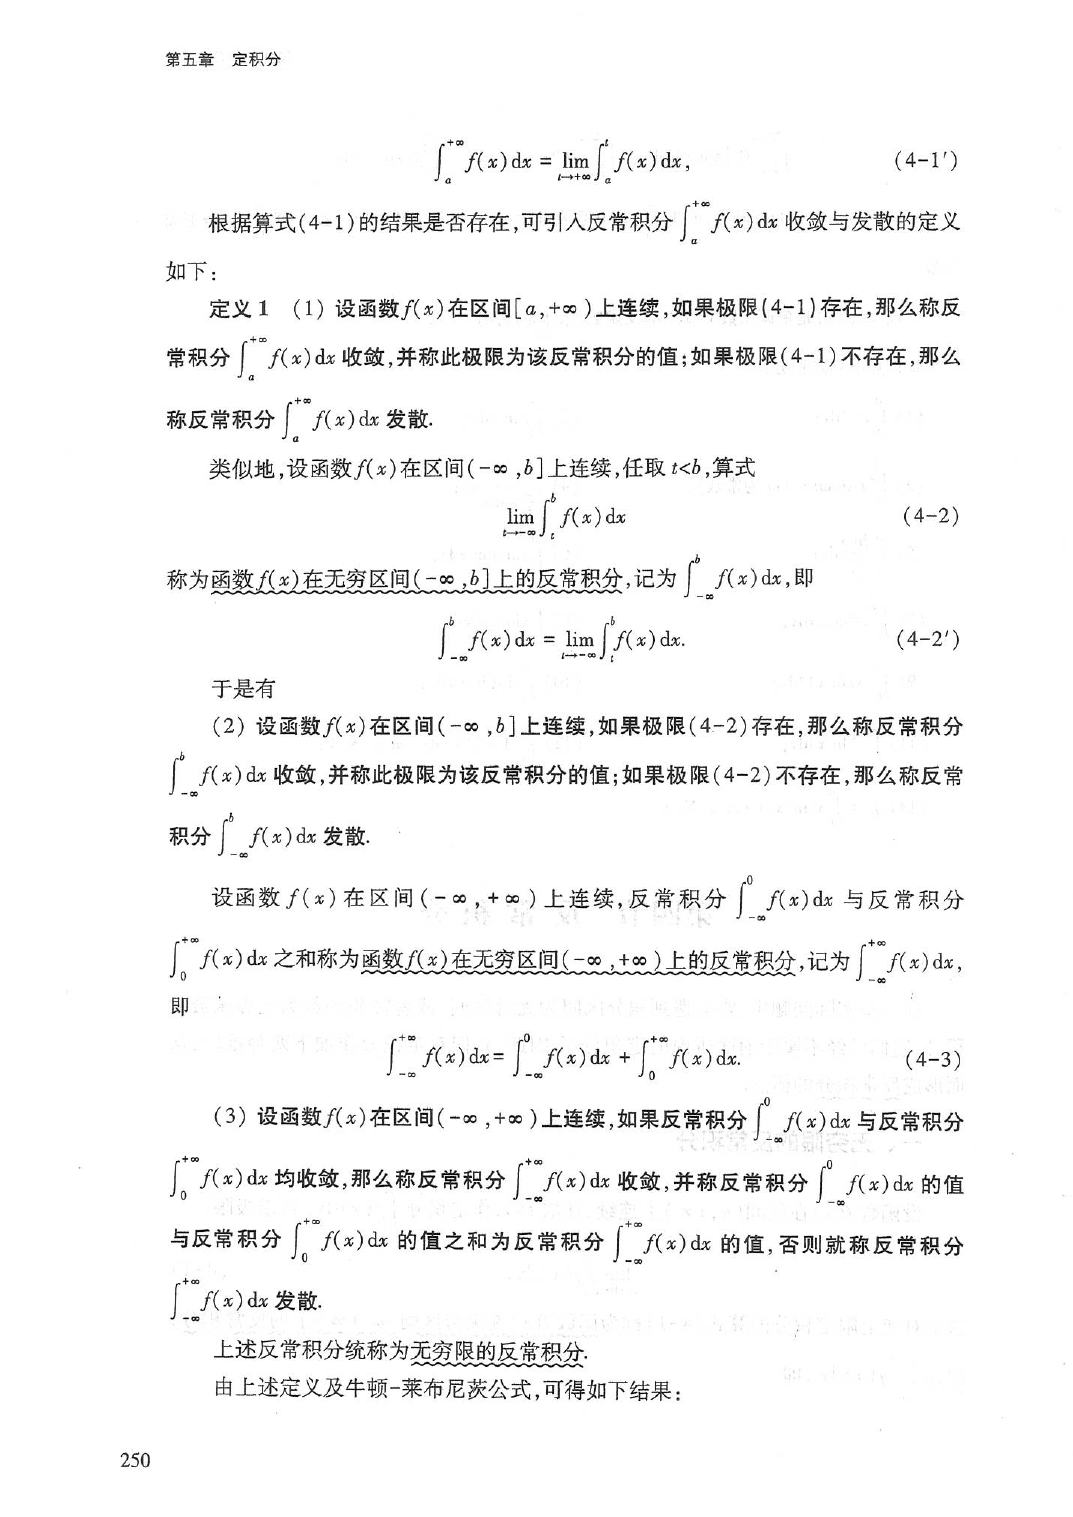 第五章 定积分
∫_a^{+∞} f(x)dx = lim_{t→+∞} ∫_a^t f(x)dx, (4-1′)
根据算式(4-1)的结果是否存在,可引入反常积分∫_a^{+∞} f(x)dx 收敛与发散的定义
如下:
定义1 (1) 设函数f(x)在区间[a,+∞)上连续,如果极限(4-1)存在,那么称反
常积分∫_a^{+∞} f(x)dx 收敛,并称此极限为该反常积分的值;如果极限(4-1)不存在,那么
称反常积分∫_a^{+∞} f(x)dx 发散.
类似地,设函数f(x)在区间(-∞,b]上连续,任取 t<b,算式
lim_{t→-∞} ∫_t^b f(x)dx (4-2)
称为函数f(x)在无穷区间(-∞,b]上的反常积分,记为∫_{-∞}^b f(x)dx,即
∫_{-∞}^b f(x)dx = lim_{t→-∞} ∫_t^b f(x)dx. (4-2′)
于是有
(2) 设函数f(x)在区间(-∞,b]上连续,如果极限(4-2)存在,那么称反常积分
∫_{-∞}^b f(x)dx 收敛,并称此极限为该反常积分的值;如果极限(4-2)不存在,那么称反常
积分∫_{-∞}^b f(x)dx 发散.
设函数 f(x)在区间(-∞,+∞)上连续,反常积分∫_{-∞}^0 f(x)dx 与反常积分
∫_0^{+∞} f(x)dx 之和称为函数f(x)在无穷区间(-∞,+∞)上的反常积分,记为∫_{-∞}^{+∞} f(x)dx,
即
∫_{-∞}^{+∞} f(x)dx = ∫_{-∞}^0 f(x)dx + ∫_0^{+∞} f(x)dx. (4-3)
(3) 设函数f(x)在区间(-∞,+∞)上连续,如果反常积分∫_{-∞}^0 f(x)dx 与反常积分
∫_0^{+∞} f(x)dx 均收敛,那么称反常积分∫_{-∞}^{+∞} f(x)dx 收敛,并称反常积分∫_{-∞}^0 f(x)dx 的值
与反常积分∫_0^{+∞} f(x)dx 的值之和为反常积分∫_{-∞}^{+∞} f(x)dx 的值,否则就称反常积分
∫_{-∞}^{+∞} f(x)dx 发散.
上述反常积分统称为无穷限的反常积分.
由上述定义及牛顿-莱布尼茨公式,可得如下结果:
250